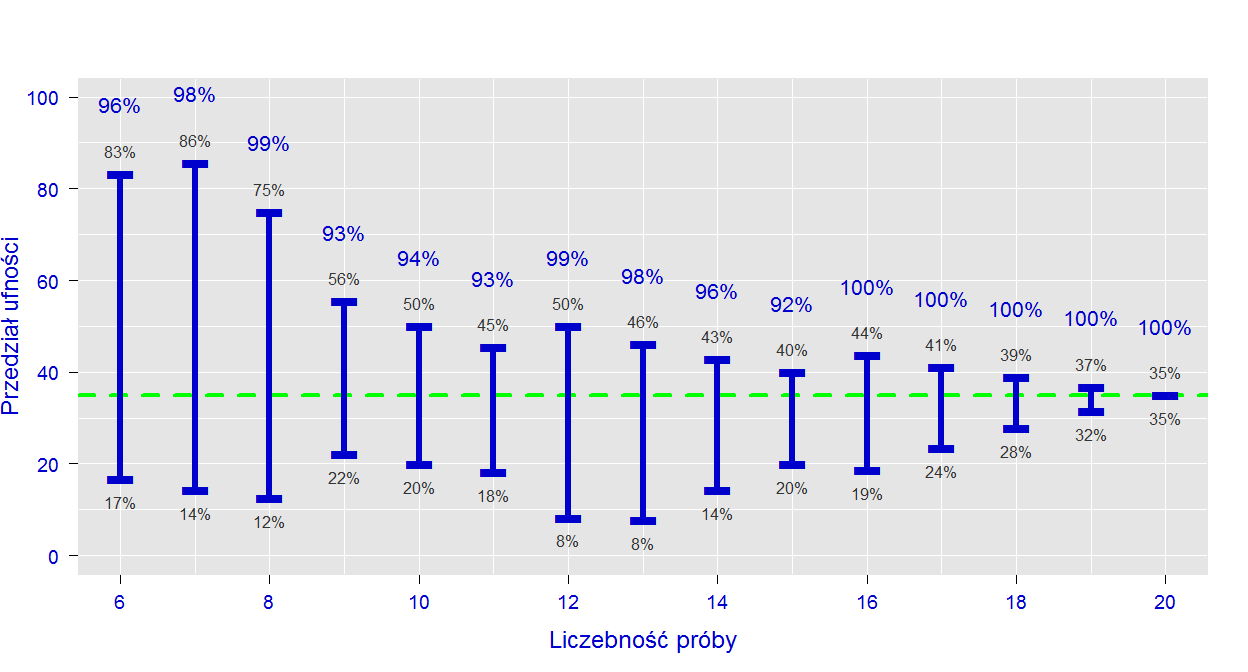 Przedział ufności
100
80
60
40
20
0
96% 98% 99% 93% 94% 93% 99% 98% 96% 92% 100% 100% 100% 100% 100%
83% 86% 75% 56% 50% 45% 50% 46% 43% 40% 44% 41% 39% 37% 35%
17% 14% 12% 22% 20% 18% 8% 8% 14% 20% 19% 24% 28% 32% 35%
6 8 10 12 14 16 18 20
Liczebność próby